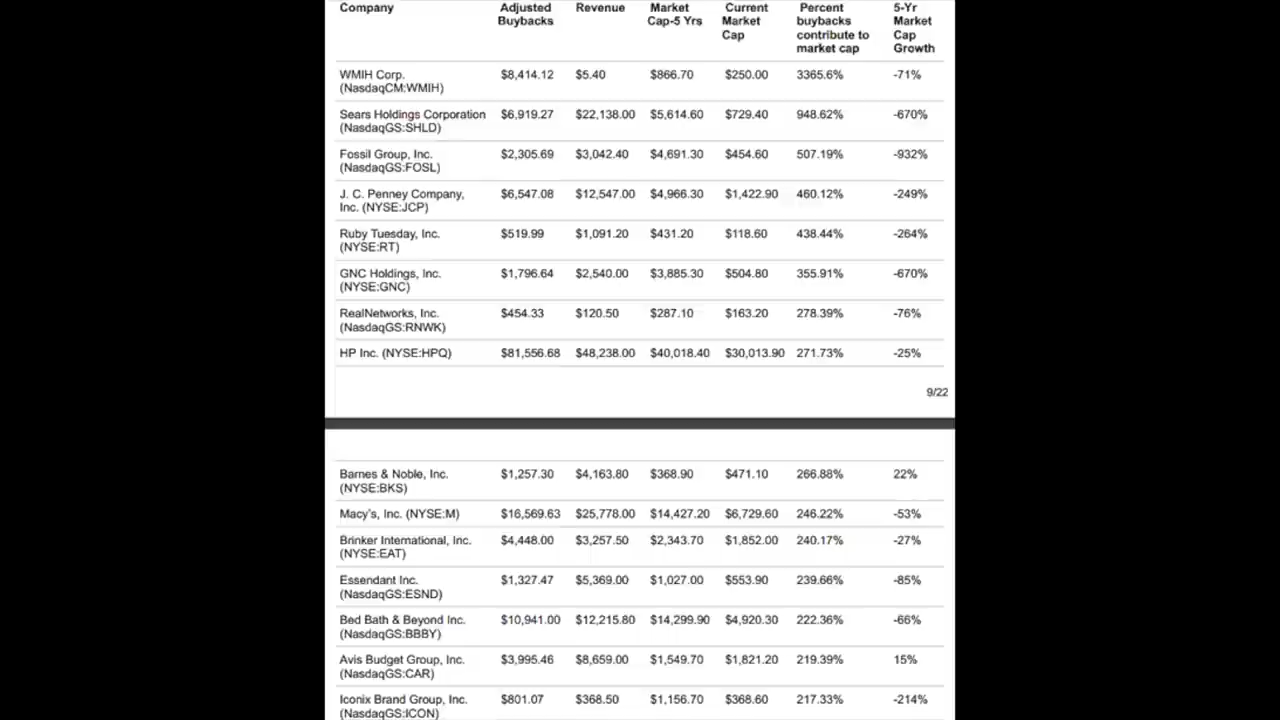 Company Adjusted Buybacks Revenue Market Cap-5 Yrs Current Market Cap Percent buybacks contribute to market cap 5-Yr Market Cap Growth
WMIH Corp. (NasdaqCM:WMIH) $8,414.12 $5.40 $866.70 $250.00 3365.6% -71%
Sears Holdings Corporation (NasdaqGS:SHLD) $6,919.27 $22,138.00 $5,614.60 $729.40 948.62% -670%
Fossil Group, Inc. (NasdaqGS:FOSL) $2,305.69 $3,042.40 $4,691.30 $454.60 507.19% -932%
J. C. Penney Company, Inc. (NYSE:JCP) $6,547.08 $12,547.00 $4,966.30 $1,422.90 460.12% -249%
Ruby Tuesday, Inc. (NYSE:RT) $519.99 $1,091.20 $431.20 $118.60 438.44% -264%
GNC Holdings, Inc. (NYSE:GNC) $1,796.64 $2,540.00 $3,885.30 $504.80 355.91% -670%
RealNetworks, Inc. (NasdaqGS:RNWK) $454.33 $120.50 $287.10 $163.20 278.39% -76%
HP Inc. (NYSE:HPQ) $81,556.68 $48,238.00 $40,018.40 $30,013.90 271.73% -25%
9/22
Barnes & Noble, Inc. (NYSE:BKS) $1,257.30 $4,163.80 $368.90 $471.10 266.88% 22%
Macy's, Inc. (NYSE:M) $16,569.63 $25,778.00 $14,427.20 $6,729.60 246.22% -53%
Brinker International, Inc. (NYSE:EAT) $4,448.00 $3,257.50 $2,343.70 $1,852.00 240.17% -27%
Essendant Inc. (NasdaqGS:ESND) $1,327.47 $5,369.00 $1,027.00 $553.90 239.66% -85%
Bed Bath & Beyond Inc. (NasdaqGS:BBBY) $10,941.00 $12,215.80 $14,299.90 $4,920.30 222.36% -66%
Avis Budget Group, Inc. (NasdaqGS:CAR) $3,995.46 $8,659.00 $1,549.70 $1,821.20 219.39% 15%
Iconix Brand Group, Inc. (NasdaqGS:ICON) $801.07 $368.50 $1,156.70 $368.60 217.33% -214%